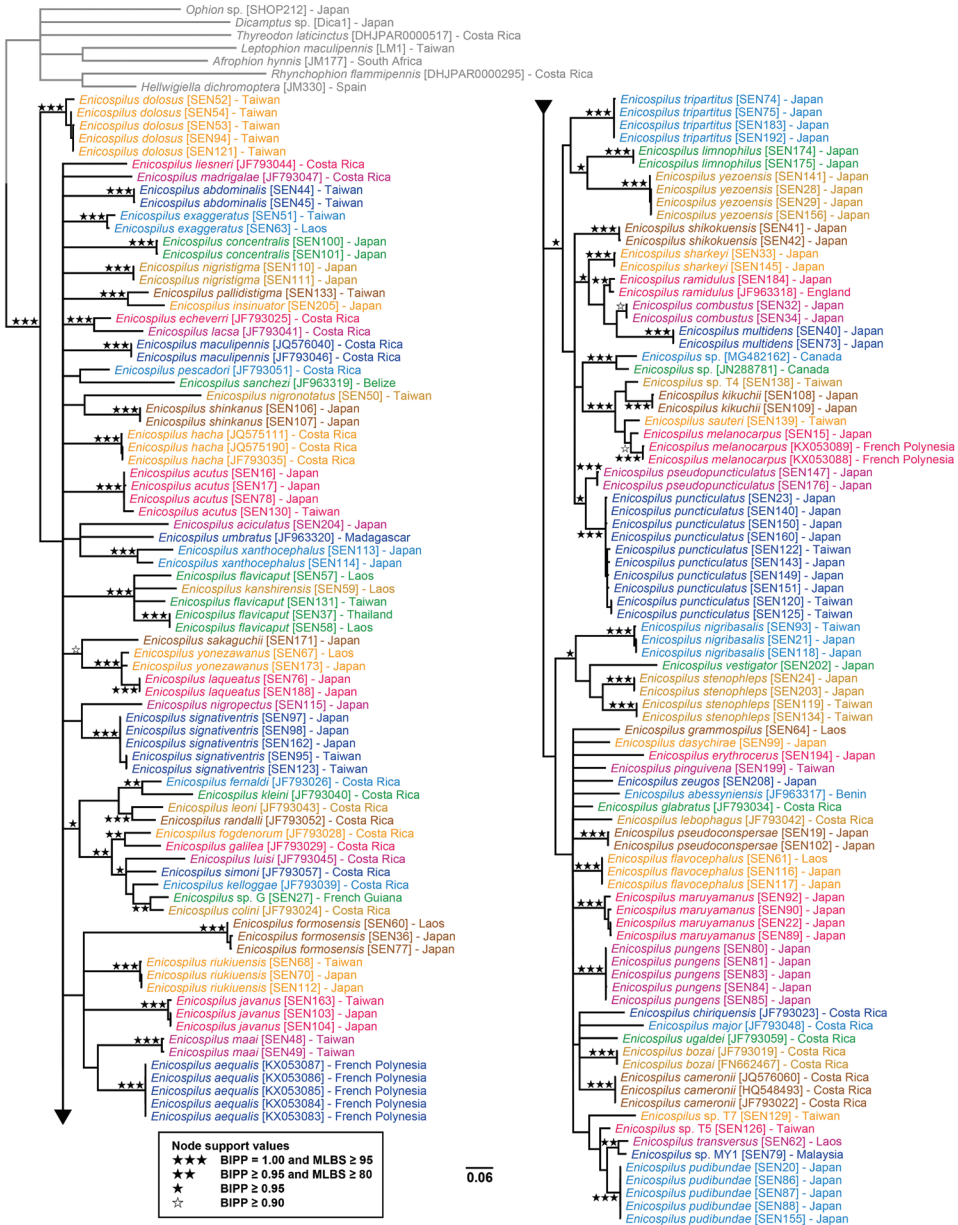 Ophion sp. [SHOP212] - Japan
Dicamptus sp. [Dica1] - Japan
Thyreodon laticinctus [DHJPAR0000517] - Costa Rica
Leptophion maculipennis [LM1] - Taiwan
Afrophion hynnis [JM177] - South Africa
Rhynchophion flammipennis [DHJPAR0000295] - Costa Rica
Hellwigiella dichromoptera [JM330] - Spain
Enicospilus dolosus [SEN52] - Taiwan
Enicospilus dolosus [SEN54] - Taiwan
Enicospilus dolosus [SEN53] - Taiwan
Enicospilus dolosus [SEN94] - Taiwan
Enicospilus dolosus [SEN121] - Taiwan
Enicospilus liesneri [JF793044] - Costa Rica
Enicospilus madrigalae [JF793047] - Costa Rica
Enicospilus abdominalis [SEN44] - Taiwan
Enicospilus abdominalis [SEN45] - Taiwan
Enicospilus exaggeratus [SEN51] - Taiwan
Enicospilus exaggeratus [SEN63] - Laos
Enicospilus concentralis [SEN100] - Japan
Enicospilus concentralis [SEN101] - Japan
Enicospilus nigristigma [SEN110] - Japan
Enicospilus nigristigma [SEN111] - Japan
Enicospilus pallidistigma [SEN133] - Taiwan
Enicospilus insinuator [SEN205] - Japan
Enicospilus echeverri [JF793025] - Costa Rica
Enicospilus lacsa [JF793041] - Costa Rica
Enicospilus maculipennis [JQ576040] - Costa Rica
Enicospilus maculipennis [JF793046] - Costa Rica
Enicospilus pescadori [JF793051] - Costa Rica
Enicospilus sanchezi [JF963319] - Belize
Enicospilus nigronotatus [SEN50] - Taiwan
Enicospilus shinkanus [SEN106] - Japan
Enicospilus shinkanus [SEN107] - Japan
Enicospilus hacha [JQ575111] - Costa Rica
Enicospilus hacha [JQ575190] - Costa Rica
Enicospilus hacha [JF793035] - Costa Rica
Enicospilus acutus [SEN16] - Japan
Enicospilus acutus [SEN17] - Japan
Enicospilus acutus [SEN78] - Japan
Enicospilus acutus [SEN130] - Taiwan
Enicospilus aciculatus [SEN204] - Japan
Enicospilus umbratus [JF963320] - Madagascar
Enicospilus xanthocephalus [SEN113] - Japan
Enicospilus xanthocephalus [SEN114] - Japan
Enicospilus flavicaput [SEN57] - Laos
Enicospilus kanshirensis [SEN59] - Laos
Enicospilus flavicaput [SEN131] - Taiwan
Enicospilus flavicaput [SEN37] - Thailand
Enicospilus flavicaput [SEN58] - Laos
Enicospilus sakaguchii [SEN171] - Japan
Enicospilus yonezawanus [SEN67] - Laos
Enicospilus yonezawanus [SEN173] - Japan
Enicospilus laqueatus [SEN76] - Japan
Enicospilus laqueatus [SEN188] - Japan
Enicospilus nigropectus [SEN115] - Japan
Enicospilus signativentris [SEN97] - Japan
Enicospilus signativentris [SEN98] - Japan
Enicospilus signativentris [SEN162] - Japan
Enicospilus signativentris [SEN95] - Taiwan
Enicospilus signativentris [SEN123] - Taiwan
Enicospilus fernaldi [JF793026] - Costa Rica
Enicospilus kleini [JF793040] - Costa Rica
Enicospilus leoni [JF793043] - Costa Rica
Enicospilus randalli [JF793052] - Costa Rica
Enicospilus fogdenorum [JF793028] - Costa Rica
Enicospilus galilea [JF793029] - Costa Rica
Enicospilus luisi [JF793045] - Costa Rica
Enicospilus simoni [JF793057] - Costa Rica
Enicospilus kelloggae [JF793039] - Costa Rica
Enicospilus sp. G [SEN27] - French Guiana
Enicospilus colini [JF793024] - Costa Rica
Enicospilus formosensis [SEN60] - Laos
Enicospilus formosensis [SEN36] - Japan
Enicospilus formosensis [SEN77] - Japan
Enicospilus riukiuensis [SEN68] - Taiwan
Enicospilus riukiuensis [SEN70] - Japan
Enicospilus riukiuensis [SEN112] - Japan
Enicospilus javanus [SEN163] - Taiwan
Enicospilus javanus [SEN103] - Japan
Enicospilus javanus [SEN104] - Japan
Enicospilus maai [SEN48] - Taiwan
Enicospilus maai [SEN49] - Taiwan
Enicospilus aequalis [KX053087] - French Polynesia
Enicospilus aequalis [KX053086] - French Polynesia
Enicospilus aequalis [KX053085] - French Polynesia
Enicospilus aequalis [KX053084] - French Polynesia
Enicospilus aequalis [KX053083] - French Polynesia
Node support values
★★★ BIPP = 1.00 and MLBS ≥ 95
★★ BIPP ≥ 0.95 and MLBS ≥ 80
★ BIPP ≥ 0.95
☆ BIPP ≥ 0.90
0.06
Enicospilus tripartitus [SEN74] - Japan
Enicospilus tripartitus [SEN75] - Japan
Enicospilus tripartitus [SEN183] - Japan
Enicospilus tripartitus [SEN192] - Japan
Enicospilus limnophilus [SEN174] - Japan
Enicospilus limnophilus [SEN175] - Japan
Enicospilus yezoensis [SEN141] - Japan
Enicospilus yezoensis [SEN28] - Japan
Enicospilus yezoensis [SEN29] - Japan
Enicospilus yezoensis [SEN156] - Japan
Enicospilus shikokuensis [SEN41] - Japan
Enicospilus shikokuensis [SEN42] - Japan
Enicospilus sharkeyi [SEN33] - Japan
Enicospilus sharkeyi [SEN145] - Japan
Enicospilus ramidulus [SEN184] - Japan
Enicospilus ramidulus [JF963318] - England
Enicospilus combustus [SEN32] - Japan
Enicospilus combustus [SEN34] - Japan
Enicospilus multidens [SEN40] - Japan
Enicospilus multidens [SEN73] - Japan
Enicospilus sp. [MG482162] - Canada
Enicospilus sp. [JN288781] - Canada
Enicospilus sp. T4 [SEN138] - Taiwan
Enicospilus kikuchii [SEN108] - Japan
Enicospilus kikuchii [SEN109] - Japan
Enicospilus sauteri [SEN139] - Taiwan
Enicospilus melanocarpus [SEN15] - Japan
Enicospilus melanocarpus [KX053089] - French Polynesia
Enicospilus melanocarpus [KX053088] - French Polynesia
Enicospilus pseudopuncticulatus [SEN147] - Japan
Enicospilus pseudopuncticulatus [SEN176] - Japan
Enicospilus puncticulatus [SEN23] - Japan
Enicospilus puncticulatus [SEN140] - Japan
Enicospilus puncticulatus [SEN150] - Japan
Enicospilus puncticulatus [SEN160] - Japan
Enicospilus puncticulatus [SEN122] - Taiwan
Enicospilus puncticulatus [SEN143] - Japan
Enicospilus puncticulatus [SEN149] - Japan
Enicospilus puncticulatus [SEN151] - Japan
Enicospilus puncticulatus [SEN120] - Taiwan
Enicospilus puncticulatus [SEN125] - Taiwan
Enicospilus nigribasalis [SEN93] - Taiwan
Enicospilus nigribasalis [SEN21] - Japan
Enicospilus nigribasalis [SEN118] - Japan
Enicospilus vestigator [SEN202] - Japan
Enicospilus stenophleps [SEN24] - Japan
Enicospilus stenophleps [SEN203] - Japan
Enicospilus stenophleps [SEN119] - Taiwan
Enicospilus stenophleps [SEN134] - Taiwan
Enicospilus grammospilus [SEN64] - Laos
Enicospilus dasychirae [SEN99] - Japan
Enicospilus erythrocerus [SEN194] - Japan
Enicospilus pinguivena [SEN199] - Taiwan
Enicospilus zeugos [SEN208] - Japan
Enicospilus abessyniensis [JF963317] - Benin
Enicospilus glabratus [JF793034] - Costa Rica
Enicospilus lebophagus [JF793042] - Costa Rica
Enicospilus pseudoconspersae [SEN19] - Japan
Enicospilus pseudoconspersae [SEN102] - Japan
Enicospilus flavocephalus [SEN61] - Laos
Enicospilus flavocephalus [SEN116] - Japan
Enicospilus flavocephalus [SEN117] - Japan
Enicospilus maruyamanus [SEN92] - Japan
Enicospilus maruyamanus [SEN90] - Japan
Enicospilus maruyamanus [SEN22] - Japan
Enicospilus maruyamanus [SEN89] - Japan
Enicospilus pungens [SEN80] - Japan
Enicospilus pungens [SEN81] - Japan
Enicospilus pungens [SEN83] - Japan
Enicospilus pungens [SEN84] - Japan
Enicospilus pungens [SEN85] - Japan
Enicospilus chiriquensis [JF793023] - Costa Rica
Enicospilus major [JF793048] - Costa Rica
Enicospilus ugaldei [JF793059] - Costa Rica
Enicospilus bozai [JF793019] - Costa Rica
Enicospilus bozai [FN662467] - Costa Rica
Enicospilus cameronii [JQ576060] - Costa Rica
Enicospilus cameronii [HQ548493] - Costa Rica
Enicospilus cameronii [JF793022] - Costa Rica
Enicospilus sp. T7 [SEN129] - Taiwan
Enicospilus sp. T5 [SEN126] - Taiwan
Enicospilus transversus [SEN62] - Laos
Enicospilus sp. MY1 [SEN79] - Malaysia
Enicospilus pudibundae [SEN20] - Japan
Enicospilus pudibundae [SEN86] - Japan
Enicospilus pudibundae [SEN87] - Japan
Enicospilus pudibundae [SEN88] - Japan
Enicospilus pudibundae [SEN155] - Japan